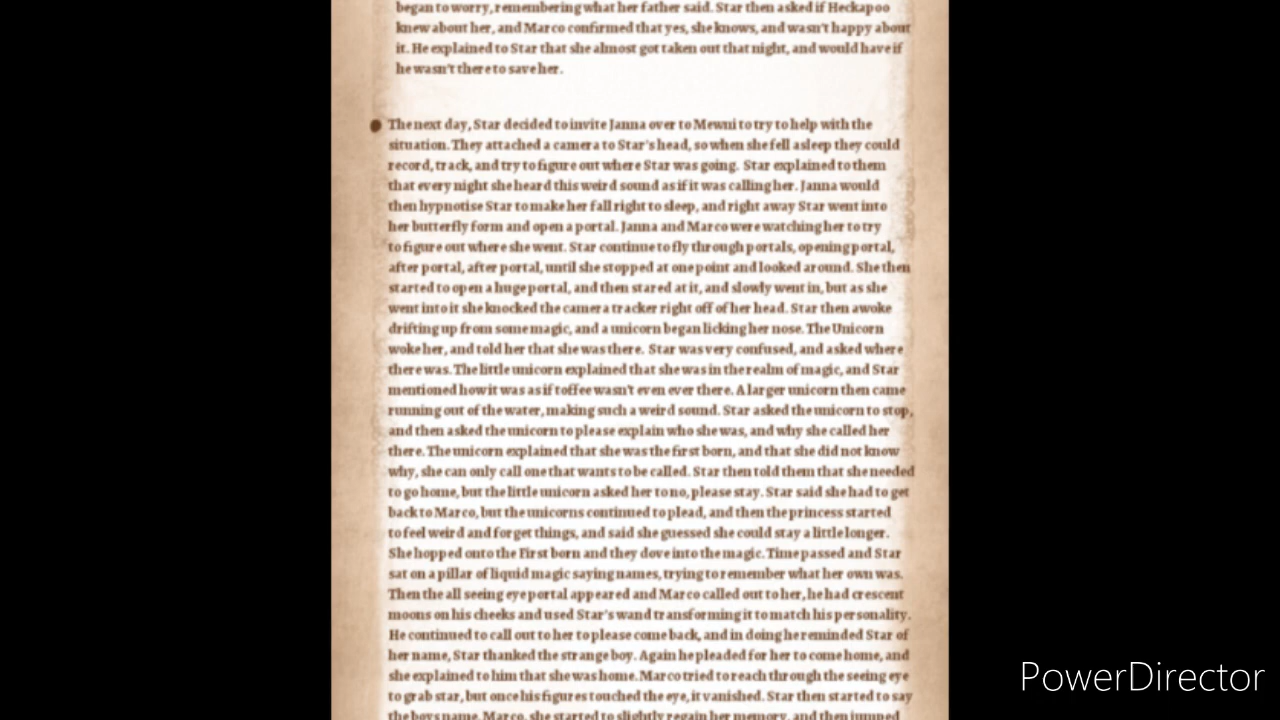 began to worry, remembering what her father said. Star then asked if Heckapoo
knew about her, and Marco confirmed that yes, she knows, and wasn't happy about
it. He explained to Star that she almost got taken out that night, and would have if
he wasn't there to save her.
The next day, Star decided to invite Janna over to Mewni to try to help with the
situation. They attached a camera to Star's head, so when she fell asleep they could
record, track, and try to figure out where Star was going. Star explained to them
that every night she heard this weird sound as if it was calling her. Janna would
then hypnotise Star to make her fall right to sleep, and right away Star went into
her butterfly form and open a portal. Janna and Marco were watching her to try
to figure out where she went. Star continue to fly through portals, opening portal,
after portal, after portal, until she stopped at one point and looked around. She then
started to open a huge portal, and then stared at it, and slowly went in, but as she
went into it she knocked the camera tracker right off of her head. Star then awoke
drifting up from some magic, and a unicorn began licking her nose. The Unicorn
woke her, and told her that she was there. Star was very confused, and asked where
there was. The little unicorn explained that she was in the realm of magic, and Star
mentioned how it was as if toffee wasn't even ever there. A larger unicorn then came
running out of the water, making such a weird sound. Star asked the unicorn to stop,
and then asked the unicorn to please explain who she was, and why she called her
there. The unicorn explained that she was the first born, and that she did not know
why, she can only call one that wants to be called. Star then told them that she needed
to go home, but the little unicorn asked her to no, please stay. Star said she had to get
back to Marco, but the unicorns continued to plead, and then the princess started
to feel weird and forget things, and said she guessed she could stay a little longer.
She hopped onto the First born and they dove into the magic. Time passed and Star
sat on a pillar of liquid magic saying names, trying to remember what her own was.
Then the all seeing eye portal appeared and Marco called out to her, he had crescent
moons on his cheeks and used Star's wand transforming it to match his personality.
He continued to call out to her to please come back, and in doing he reminded Star of
her name, Star thanked the strange boy. Again he pleaded for her to come home, and
she explained to him that she was home. Marco tried to reach through the seeing eye
to grab star, but once his figures touched the eye, it vanished. Star then started to say
the boys name, Marco, she started to slightly regain her memory, and then jumped
PowerDirector